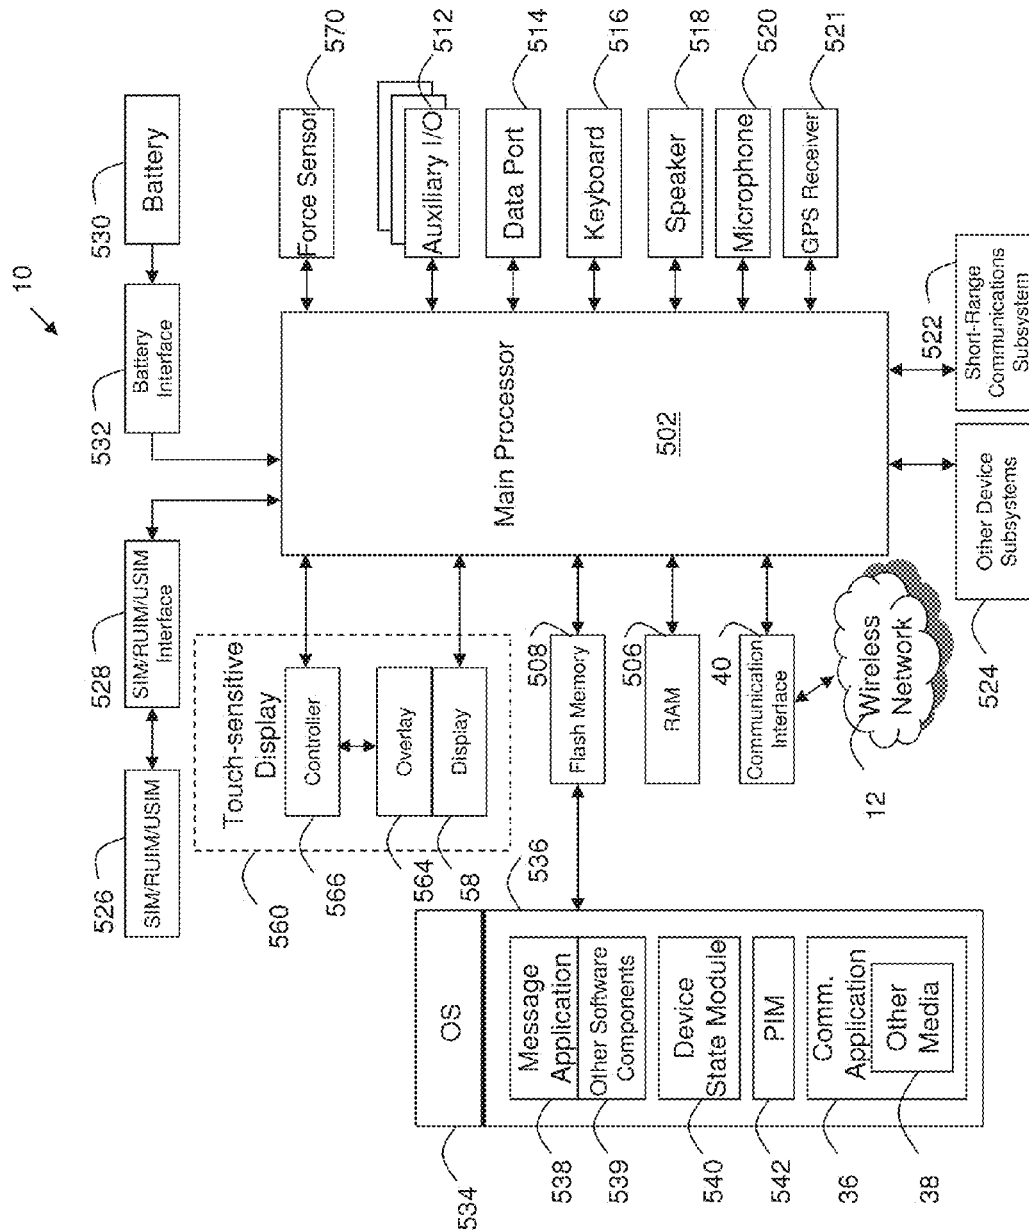 10
526
SIM/RUIM/USIM
528
SIM/RUIM/USIM
Interface
532
Battery
Interface
530
Battery
560
Touch-sensitive
Display
566
Controller
564
Overlay
58
Display
Main Processor
502
Force Sensor
570
Auxiliary I/O
512
Data Port
514
Keyboard
516
Speaker
518
Microphone
520
GPS Receiver
521
508
Flash Memory
506
RAM
40
Communication
Interface
12
Wireless
Network
524
Other Device
Subsystems
522
Short-Range
Communications
Subsystem
534
OS
536
538
Message
Application
539
Other Software
Components
540
Device
State Module
542
PIM
36
Comm.
Application
38
Other
Media